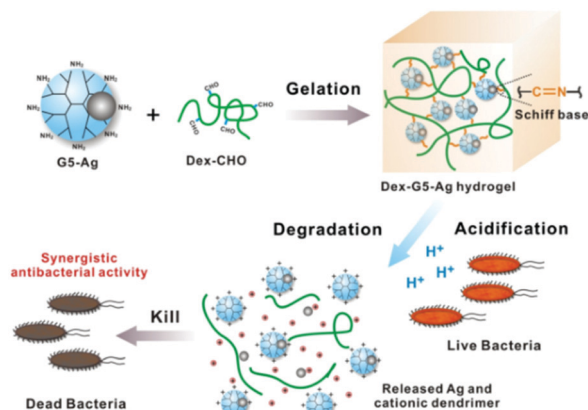 NH₂
NH₂
NH₂
NH₂
NH₂
NH₂
NH₂
NH₂
G5-Ag
+
CHO
CHO
CHO
CHO
Dex-CHO
Gelation
C=N
Schiff base
Dex-G5-Ag hydrogel
Degradation
Acidification
H⁺
H⁺
H⁺
H⁺
Live Bacteria
Released Ag and
cationic dendrimer
Kill
Synergistic
antibacterial activity
Dead Bacteria